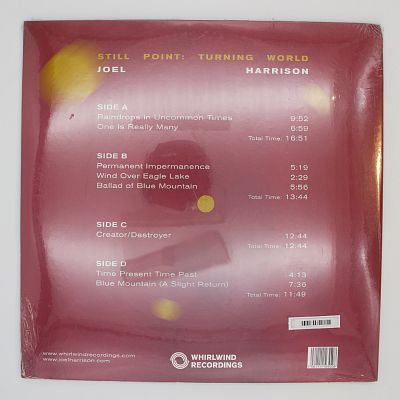 STILL POINT: TURNING WORLD
JOEL HARRISON
SIDE A
Raindrops in Uncommon Times 9:52
One Is Really Many 6:59
Total Time: 16:51
SIDE B
Permanent Impermanence 5:19
Wind Over Eagle Lake 2:29
Ballad of Blue Mountain 5:56
Total Time: 13:44
SIDE C
Creator/Destroyer 12:44
Total Time: 12:44
SIDE D
Time Present Time Past 4:13
Blue Mountain (A Slight Return) 7:36
Total Time: 11:49
www.whirlwindrecordings.com
www.joelharrison.com
WHIRLWIND
RECORDINGS